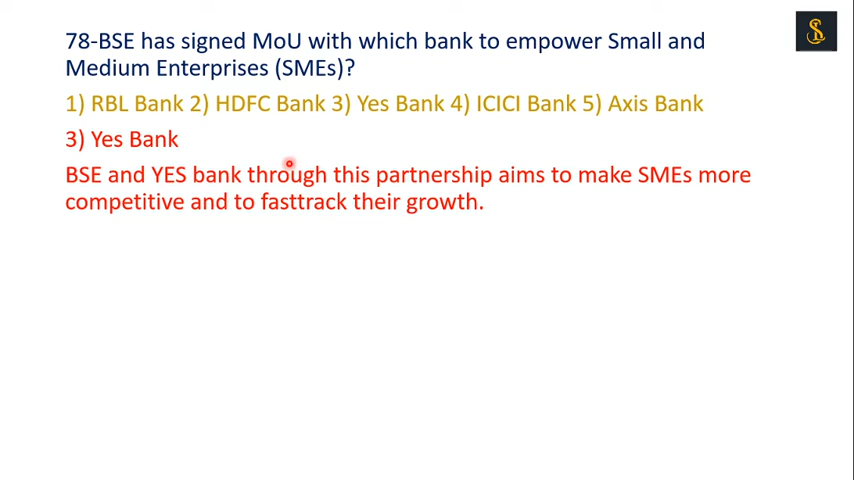 78-BSE has signed MoU with which bank to empower Small and
Medium Enterprises (SMEs)?
1) RBL Bank 2) HDFC Bank 3) Yes Bank 4) ICICI Bank 5) Axis Bank
3) Yes Bank
BSE and YES bank through this partnership aims to make SMEs more
competitive and to fasttrack their growth.